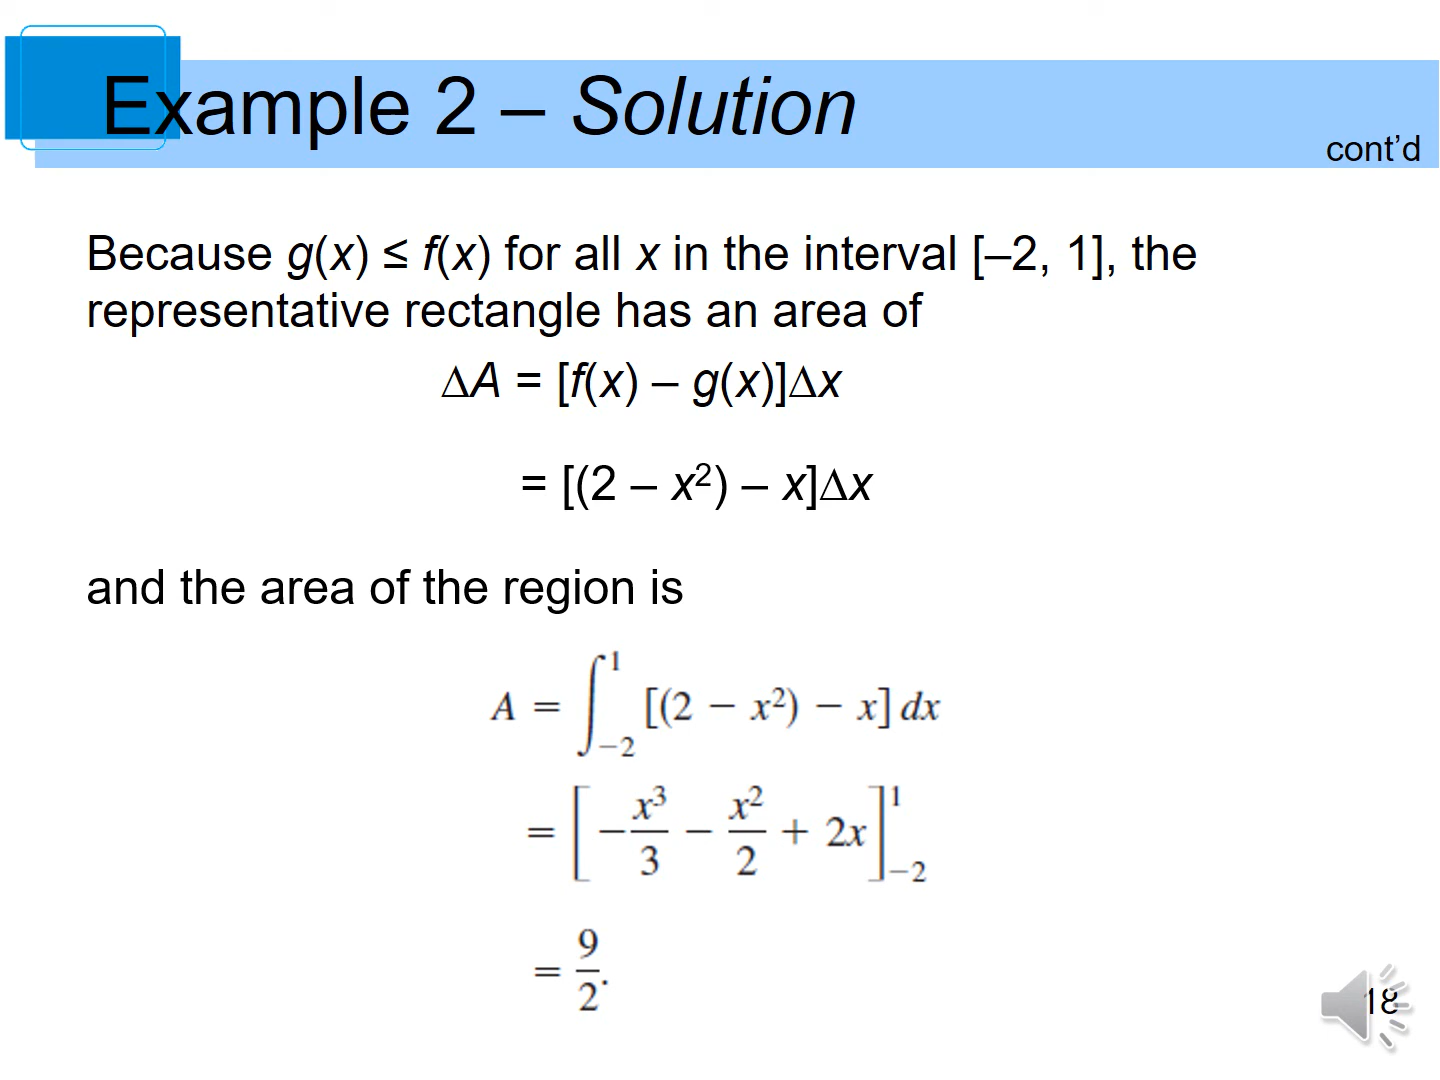 Example 2 – Solution
cont’d
Because g(x) ≤ f(x) for all x in the interval [–2, 1], the
representative rectangle has an area of
∆A = [f(x) – g(x)]∆x
= [(2 – x²) – x]∆x
and the area of the region is
A = ∫₋₂¹ [(2 − x²) − x] dx
= [−x³/3 − x²/2 + 2x]₋₂¹
= 9/2.
18